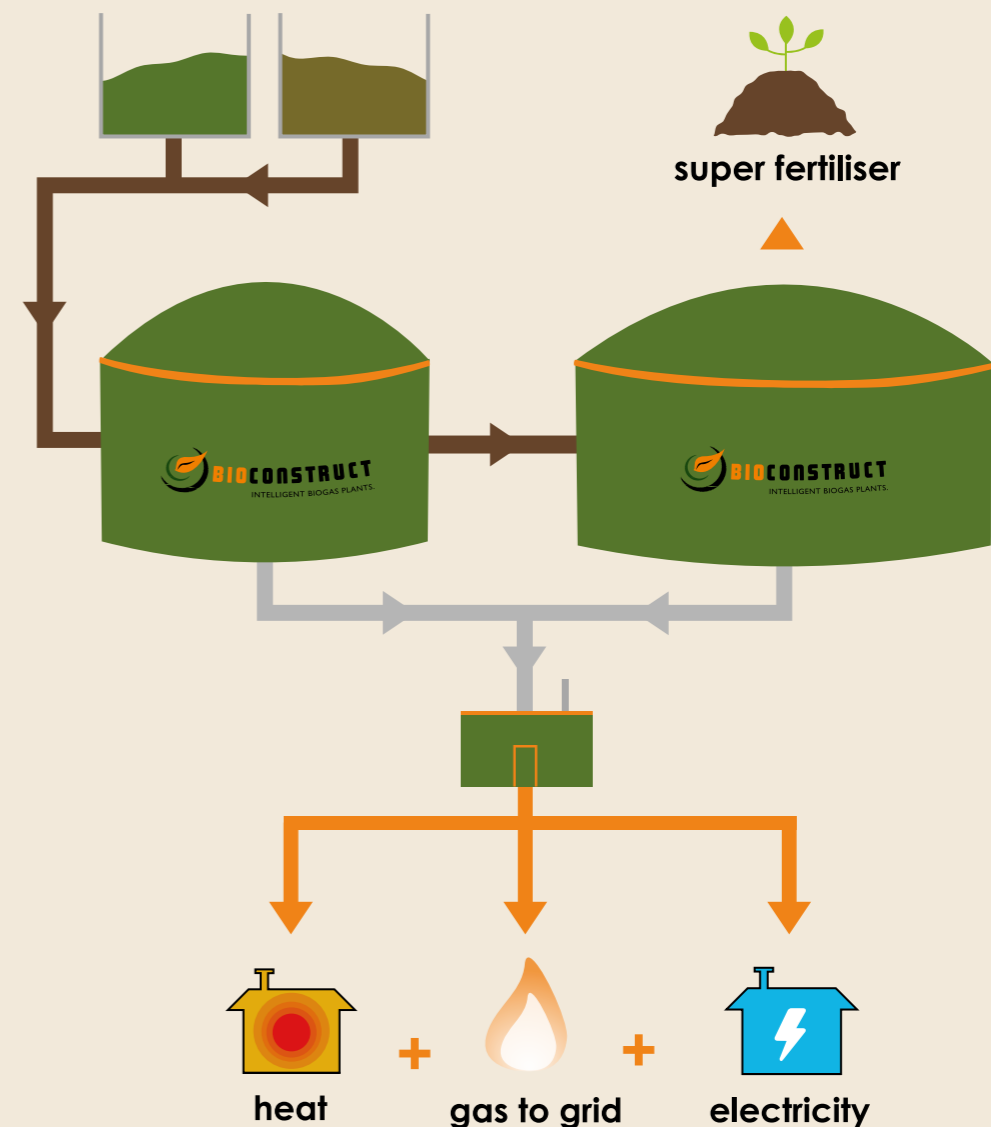 super fertiliser
BIOCONSTRUCT
INTELLIGENT BIOGAS PLANTS.
BIOCONSTRUCT
INTELLIGENT BIOGAS PLANTS.
+
+
heat
gas to grid
electricity